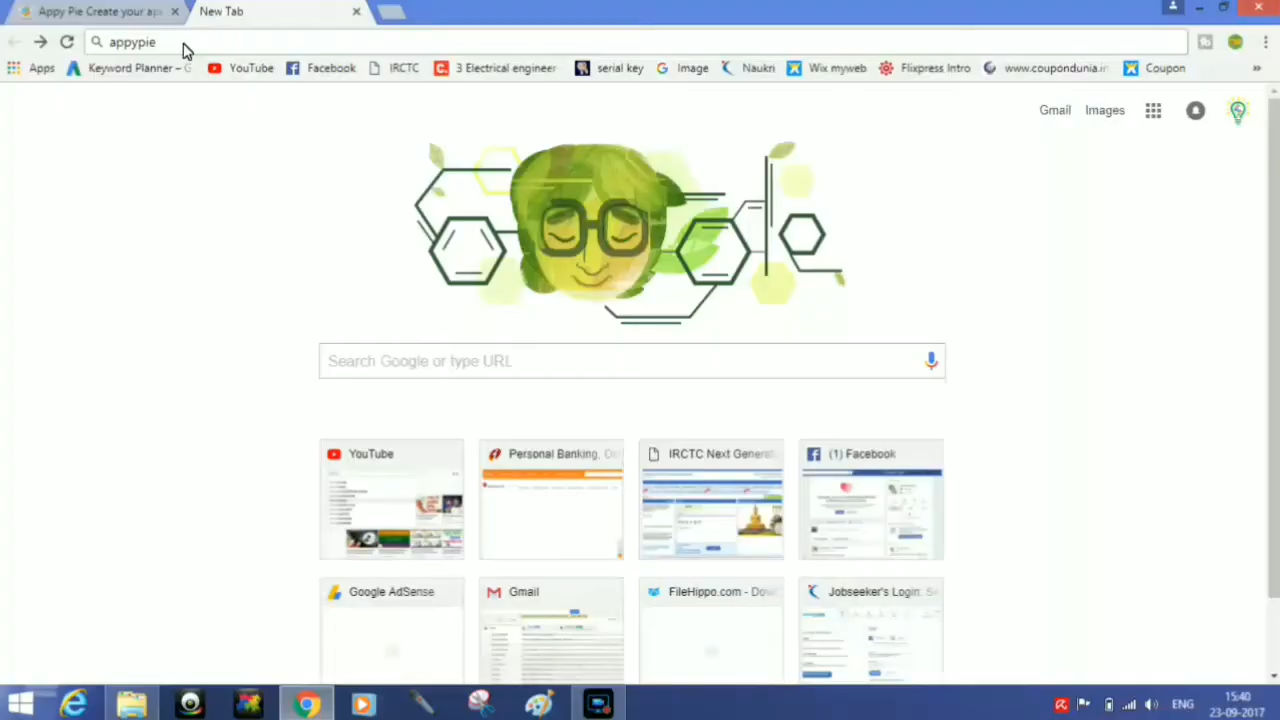 Appy Pie Create your app
New Tab
appypie
Apps
Keyword Planner – G
YouTube
Facebook
IRCTC
3 Electrical engineer
serial key
Image
Naukri
Wix myweb
Flixpress Intro
www.coupondunia.in
Coupon
»
Gmail
Images
Search Google or type URL
YouTube
Personal Banking, On
IRCTC Next Generat
(1) Facebook
Google AdSense
Gmail
FileHippo.com - Dow
Jobseeker's Login: Se
ENG
15:40
23-09-2017